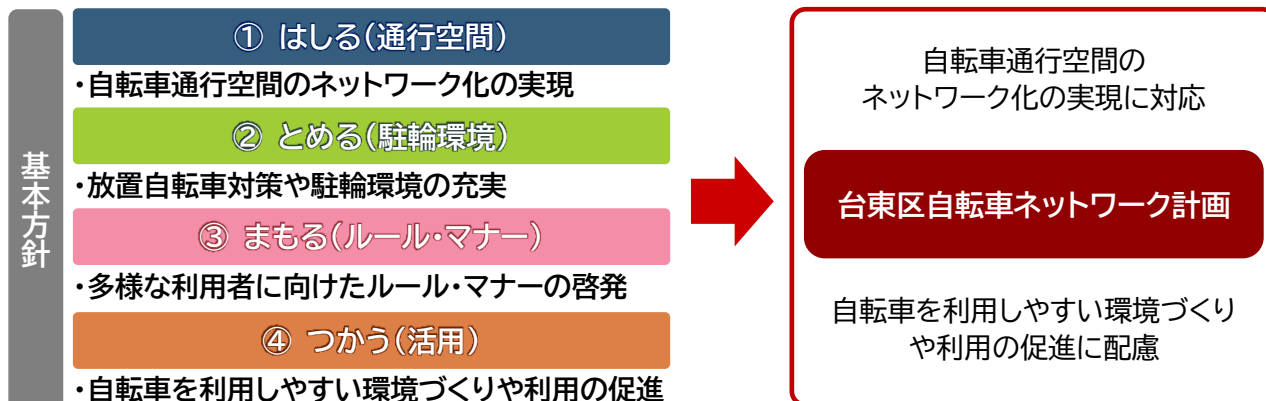 基本方針
① はしる（通行空間）
・自転車通行空間のネットワーク化の実現
② とめる（駐輪環境）
・放置自転車対策や駐輪環境の充実
③ まもる（ルール・マナー）
・多様な利用者に向けたルール・マナーの啓発
④ つかう（活用）
・自転車を利用しやすい環境づくりや利用の促進
自転車通行空間の
ネットワーク化の実現に対応
台東区自転車ネットワーク計画
自転車を利用しやすい環境づくり
や利用の促進に配慮